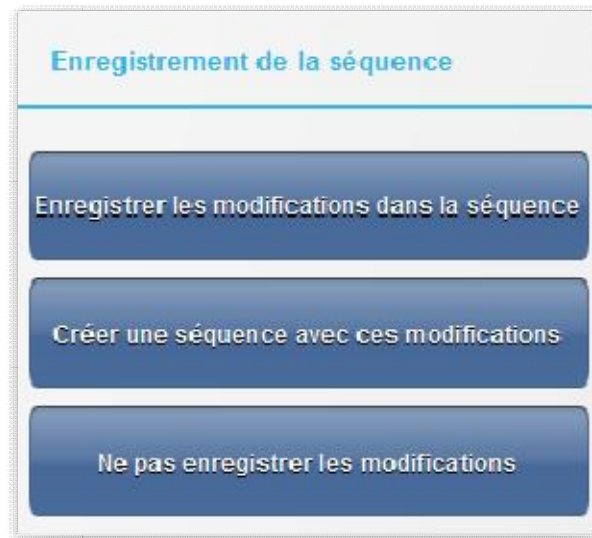 Enregistrement de la séquence
Enregistrer les modifications dans la séquence
Créer une séquence avec ces modifications
Ne pas enregistrer les modifications